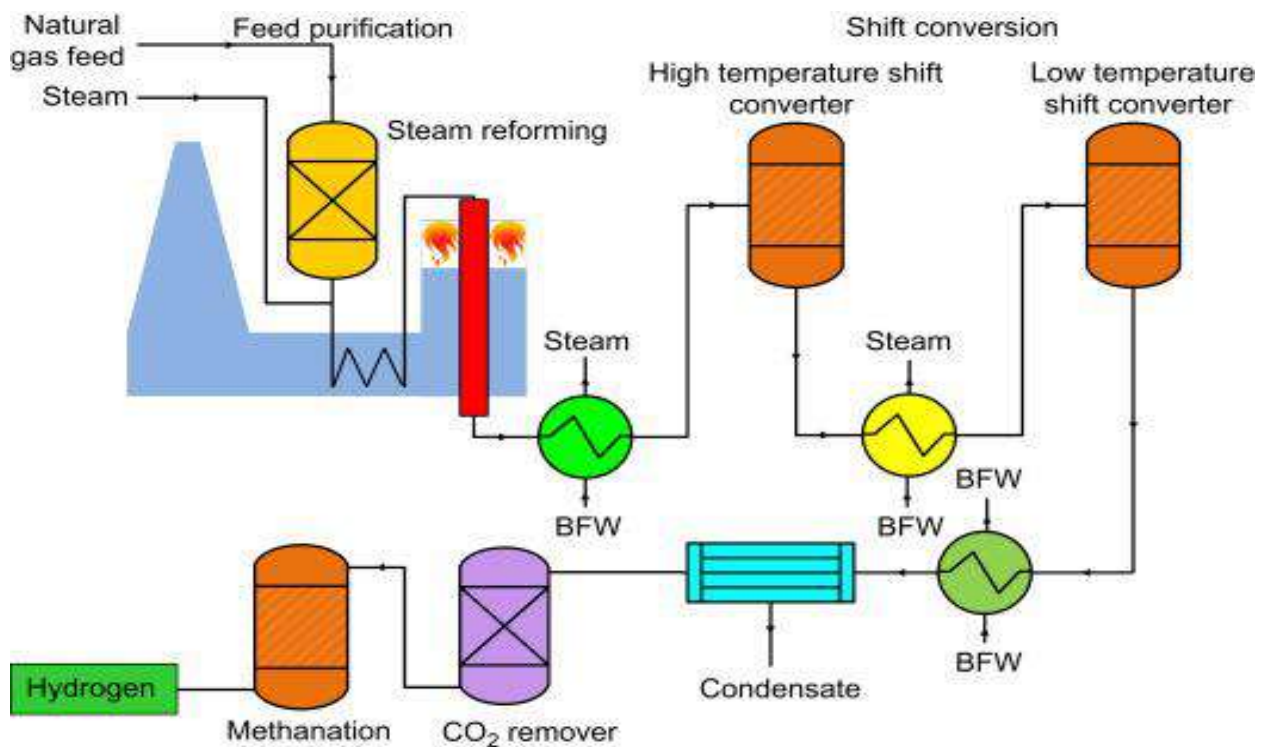 Natural
gas feed
Feed purification
Steam
Steam reforming
Shift conversion
High temperature shift
converter
Low temperature
shift converter
Steam
BFW
Steam
BFW
BFW
BFW
Condensate
CO₂ remover
Methanation
Hydrogen